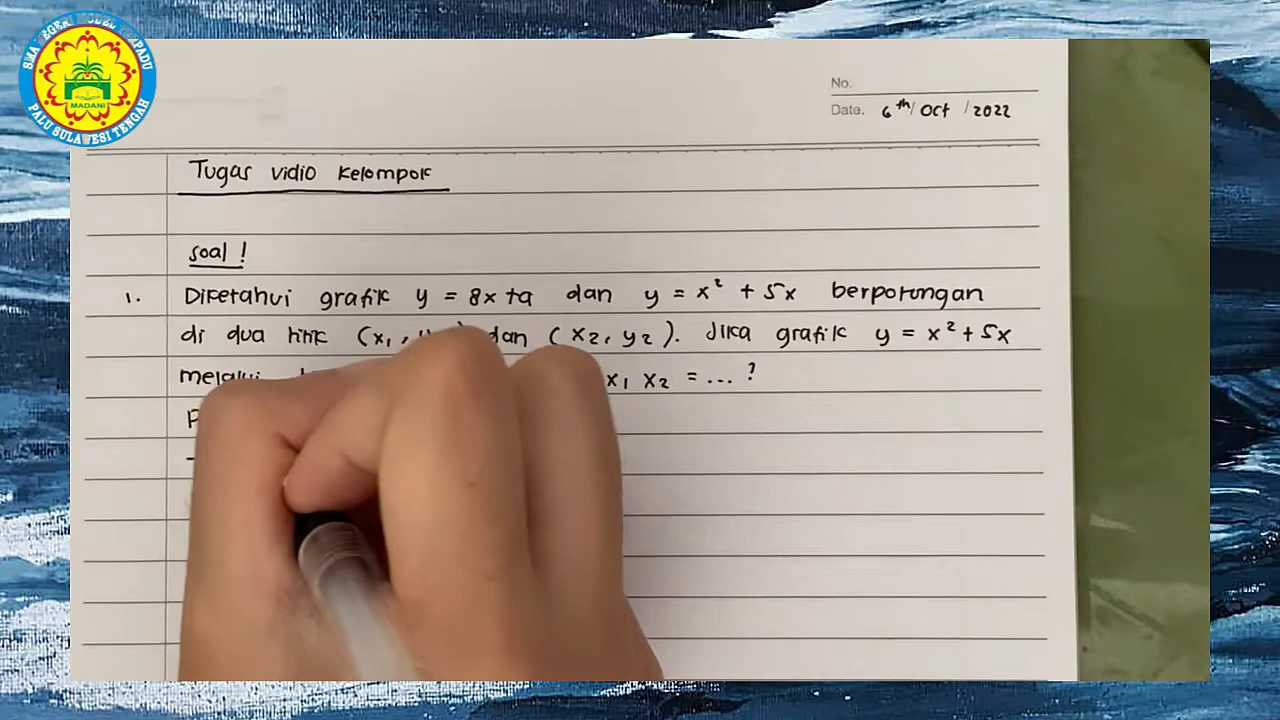 SMA NEGERI MODEL TERPADU
MADANI
PALU SULAWESI TENGAH
No.
Date. 6th/ Oct /2022
Tugas vidio Kelompok
soal !
1. Diketahui grafik y = 8x + a dan y = x² + 5x berpotongan
di dua titik (x₁, dan (x₂, y₂). Jika grafik y = x² + 5x
melalui x₁ x₂ = ... ?